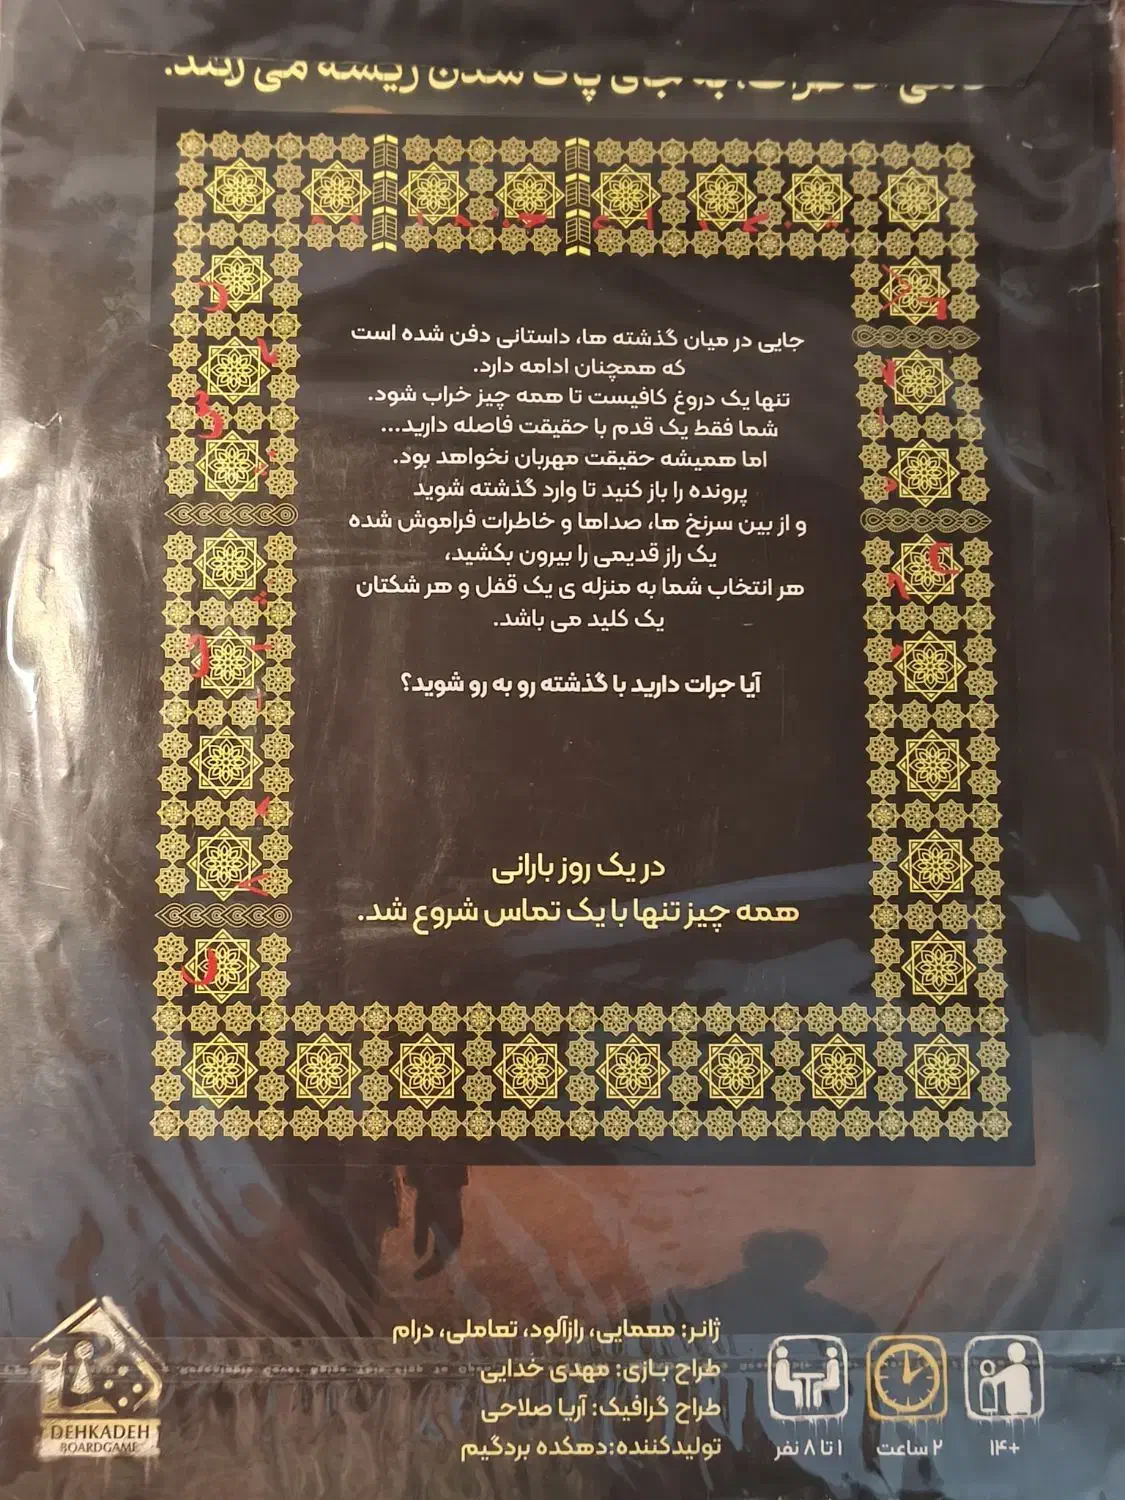 ریشه می کند.
جایی در میان گذشته ها، داستانی دفن شده است
که همچنان ادامه دارد.
تنها یک دروغ کافیست تا همه چیز خراب شود.
شما فقط یک قدم با حقیقت فاصله دارید...
اما همیشه حقیقت مهربان نخواهد بود.
پرونده را باز کنید تا وارد گذشته شوید
و از بین سرنخ ها، صداها و خاطرات فراموش شده
یک راز قدیمی را بیرون بکشید،
هر انتخاب شما به منزله ی یک قفل و هر شکتان
یک کلید می باشد.
آیا جرات دارید با گذشته رو به رو شوید؟
در یک روز بارانی
همه چیز تنها با یک تماس شروع شد.
ژانر: معمایی، رازآلود، تعاملی، درام
طراح بازی: مهدی خدایی
طراح گرافیک: آریا صلاحی
تولیدکننده: دهکده بردگیم
+۱۴
۲ ساعت
۱ تا ۸ نفر
DEHKADEH
BOARDGAME